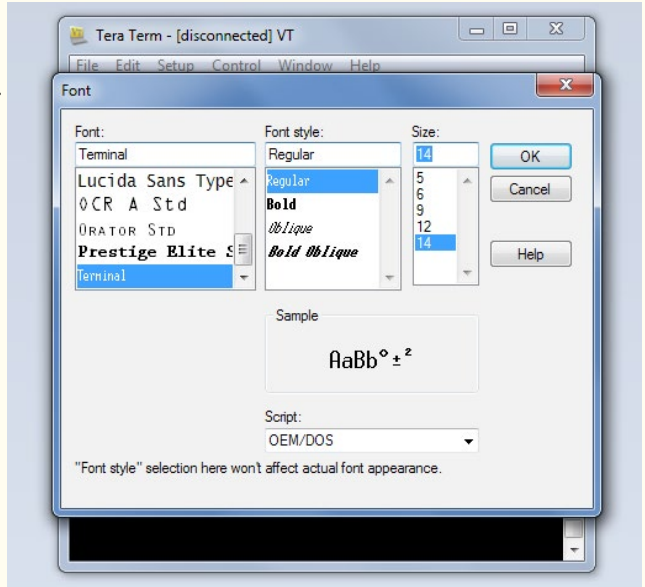 Tera Term - [disconnected] VT
File Edit Setup Control Window Help
Font
Font: Font style: Size:
Terminal Regular 14 OK
Lucida Sans Type Regular 5 Cancel
OCR A Std Bold 6
Orator Std Oblique 9
Prestige Elite S Bold Oblique 12 Help
Terminal 14
Sample
AaBb°±²
Script:
OEM/DOS
"Font style" selection here won't affect actual font appearance.